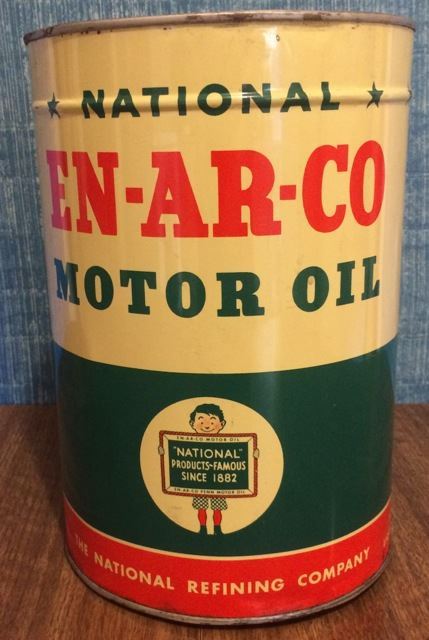 ★ NATIONAL ★
EN-AR-CO
MOTOR OIL
EN-AR-CO MOTOR OIL
"NATIONAL"
PRODUCTS-FAMOUS
SINCE 1882
EN-AR-CO PENN MOTOR OIL
THE NATIONAL REFINING COMPANY